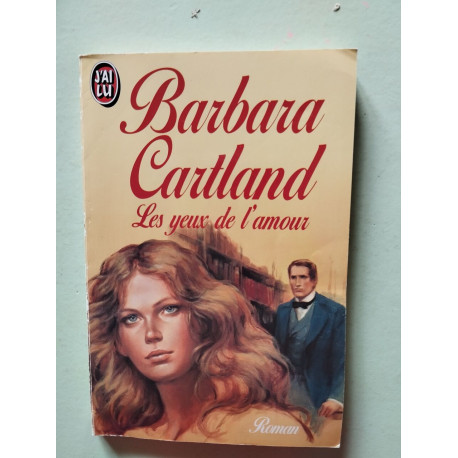 J'AI
LU
Barbara
Cartland
Les yeux de l'amour
Roman